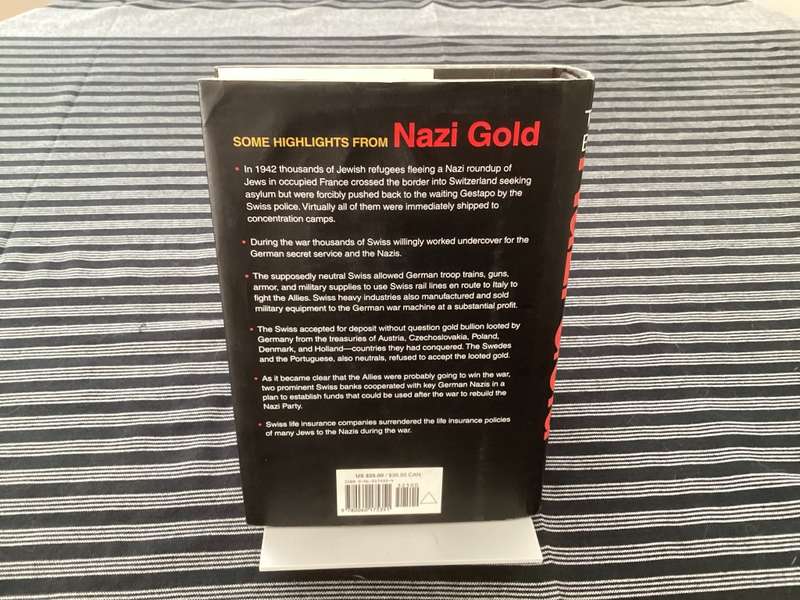 SOME HIGHLIGHTS FROM Nazi Gold
• In 1942 thousands of Jewish refugees fleeing a Nazi roundup of
Jews in occupied France crossed the border into Switzerland seeking
asylum but were forcibly pushed back to the waiting Gestapo by the
Swiss police. Virtually all of them were immediately shipped to
concentration camps.
• During the war thousands of Swiss willingly worked undercover for the
German secret service and the Nazis.
• The supposedly neutral Swiss allowed German troop trains, guns,
armor, and military supplies to use Swiss rail lines en route to Italy to
fight the Allies. Swiss heavy industries also manufactured and sold
military equipment to the German war machine at a substantial profit.
• The Swiss accepted for deposit without question gold bullion looted by
Germany from the treasuries of Austria, Czechoslovakia, Poland,
Denmark, and Holland—countries they had conquered. The Swedes
and the Portuguese, also neutrals, refused to accept the looted gold.
• As it became clear that the Allies were probably going to win the war,
two prominent Swiss banks cooperated with key German Nazis in a
plan to establish funds that could be used after the war to rebuild the
Nazi Party.
• Swiss life insurance companies surrendered the life insurance policies
of many Jews to the Nazis during the war.